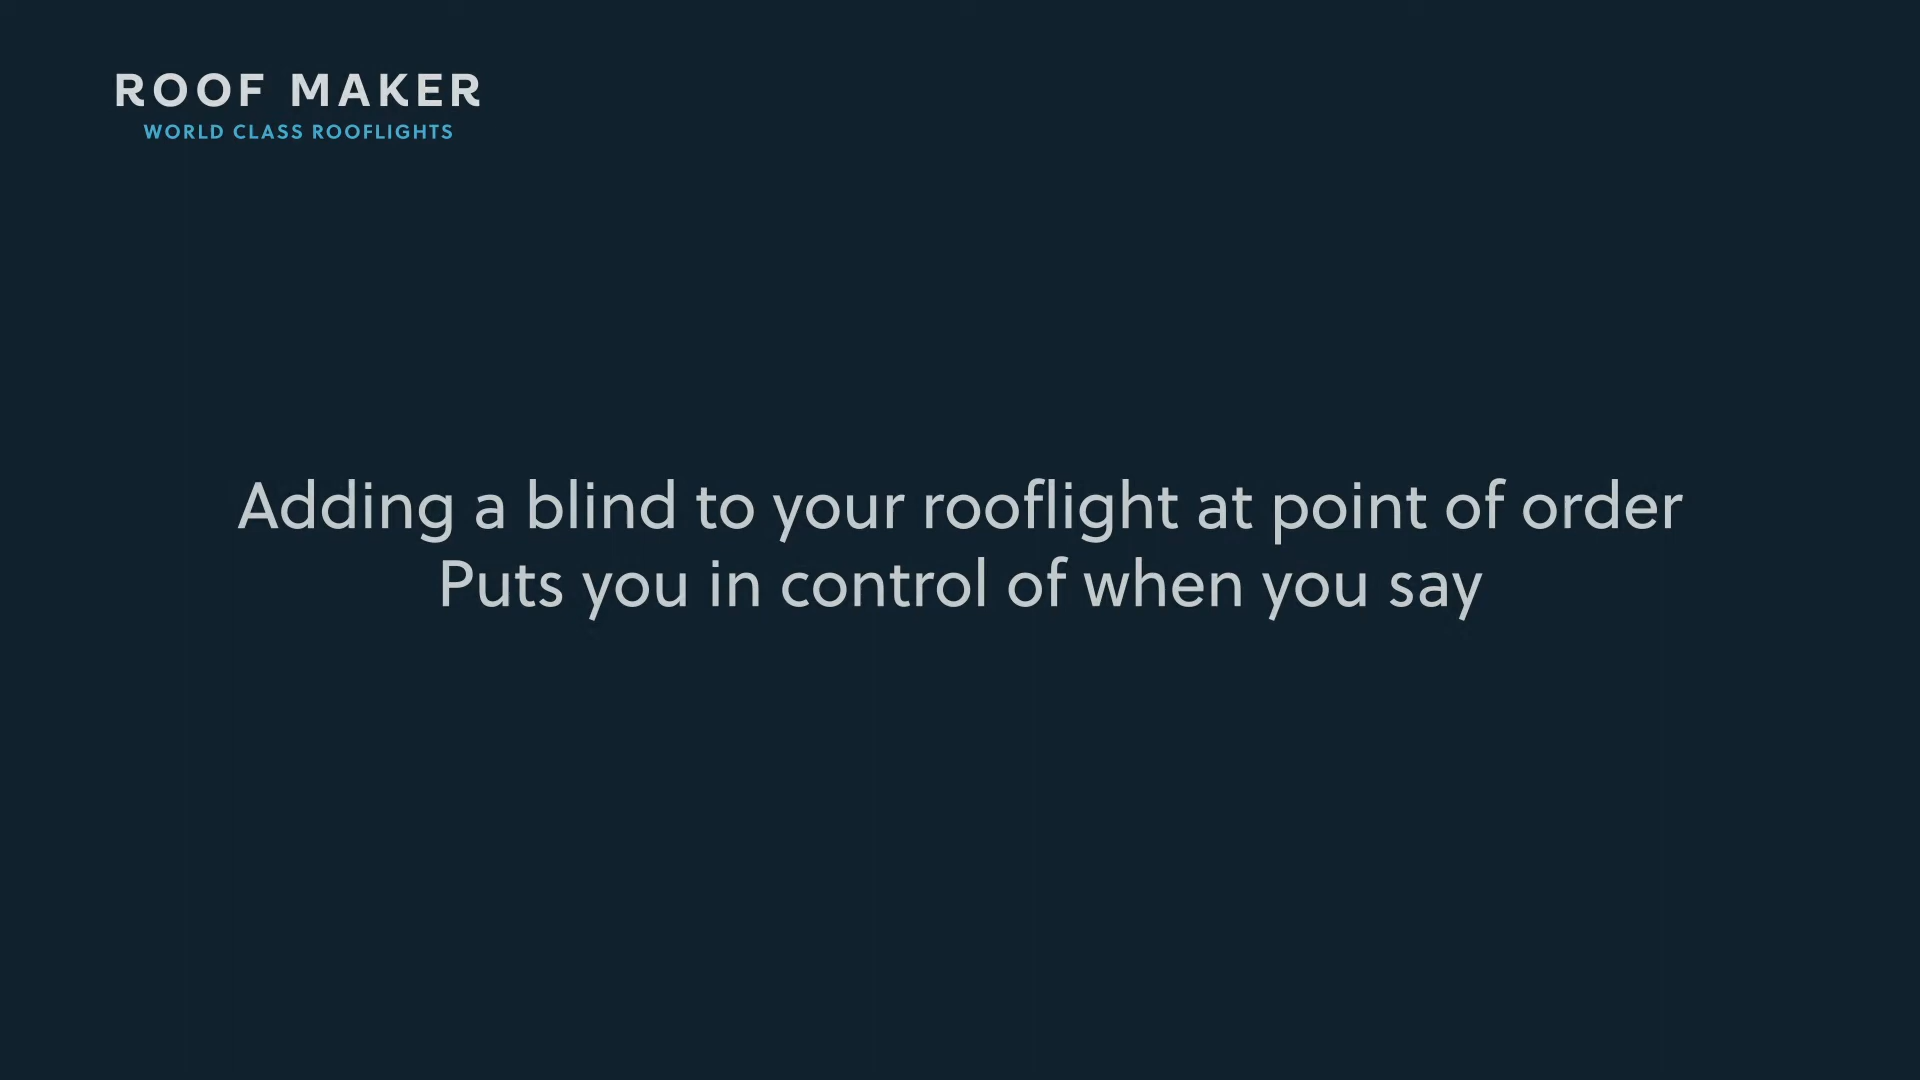 ROOF MAKER
WORLD CLASS ROOFLIGHTS
Adding a blind to your rooflight at point of order
Puts you in control of when you say